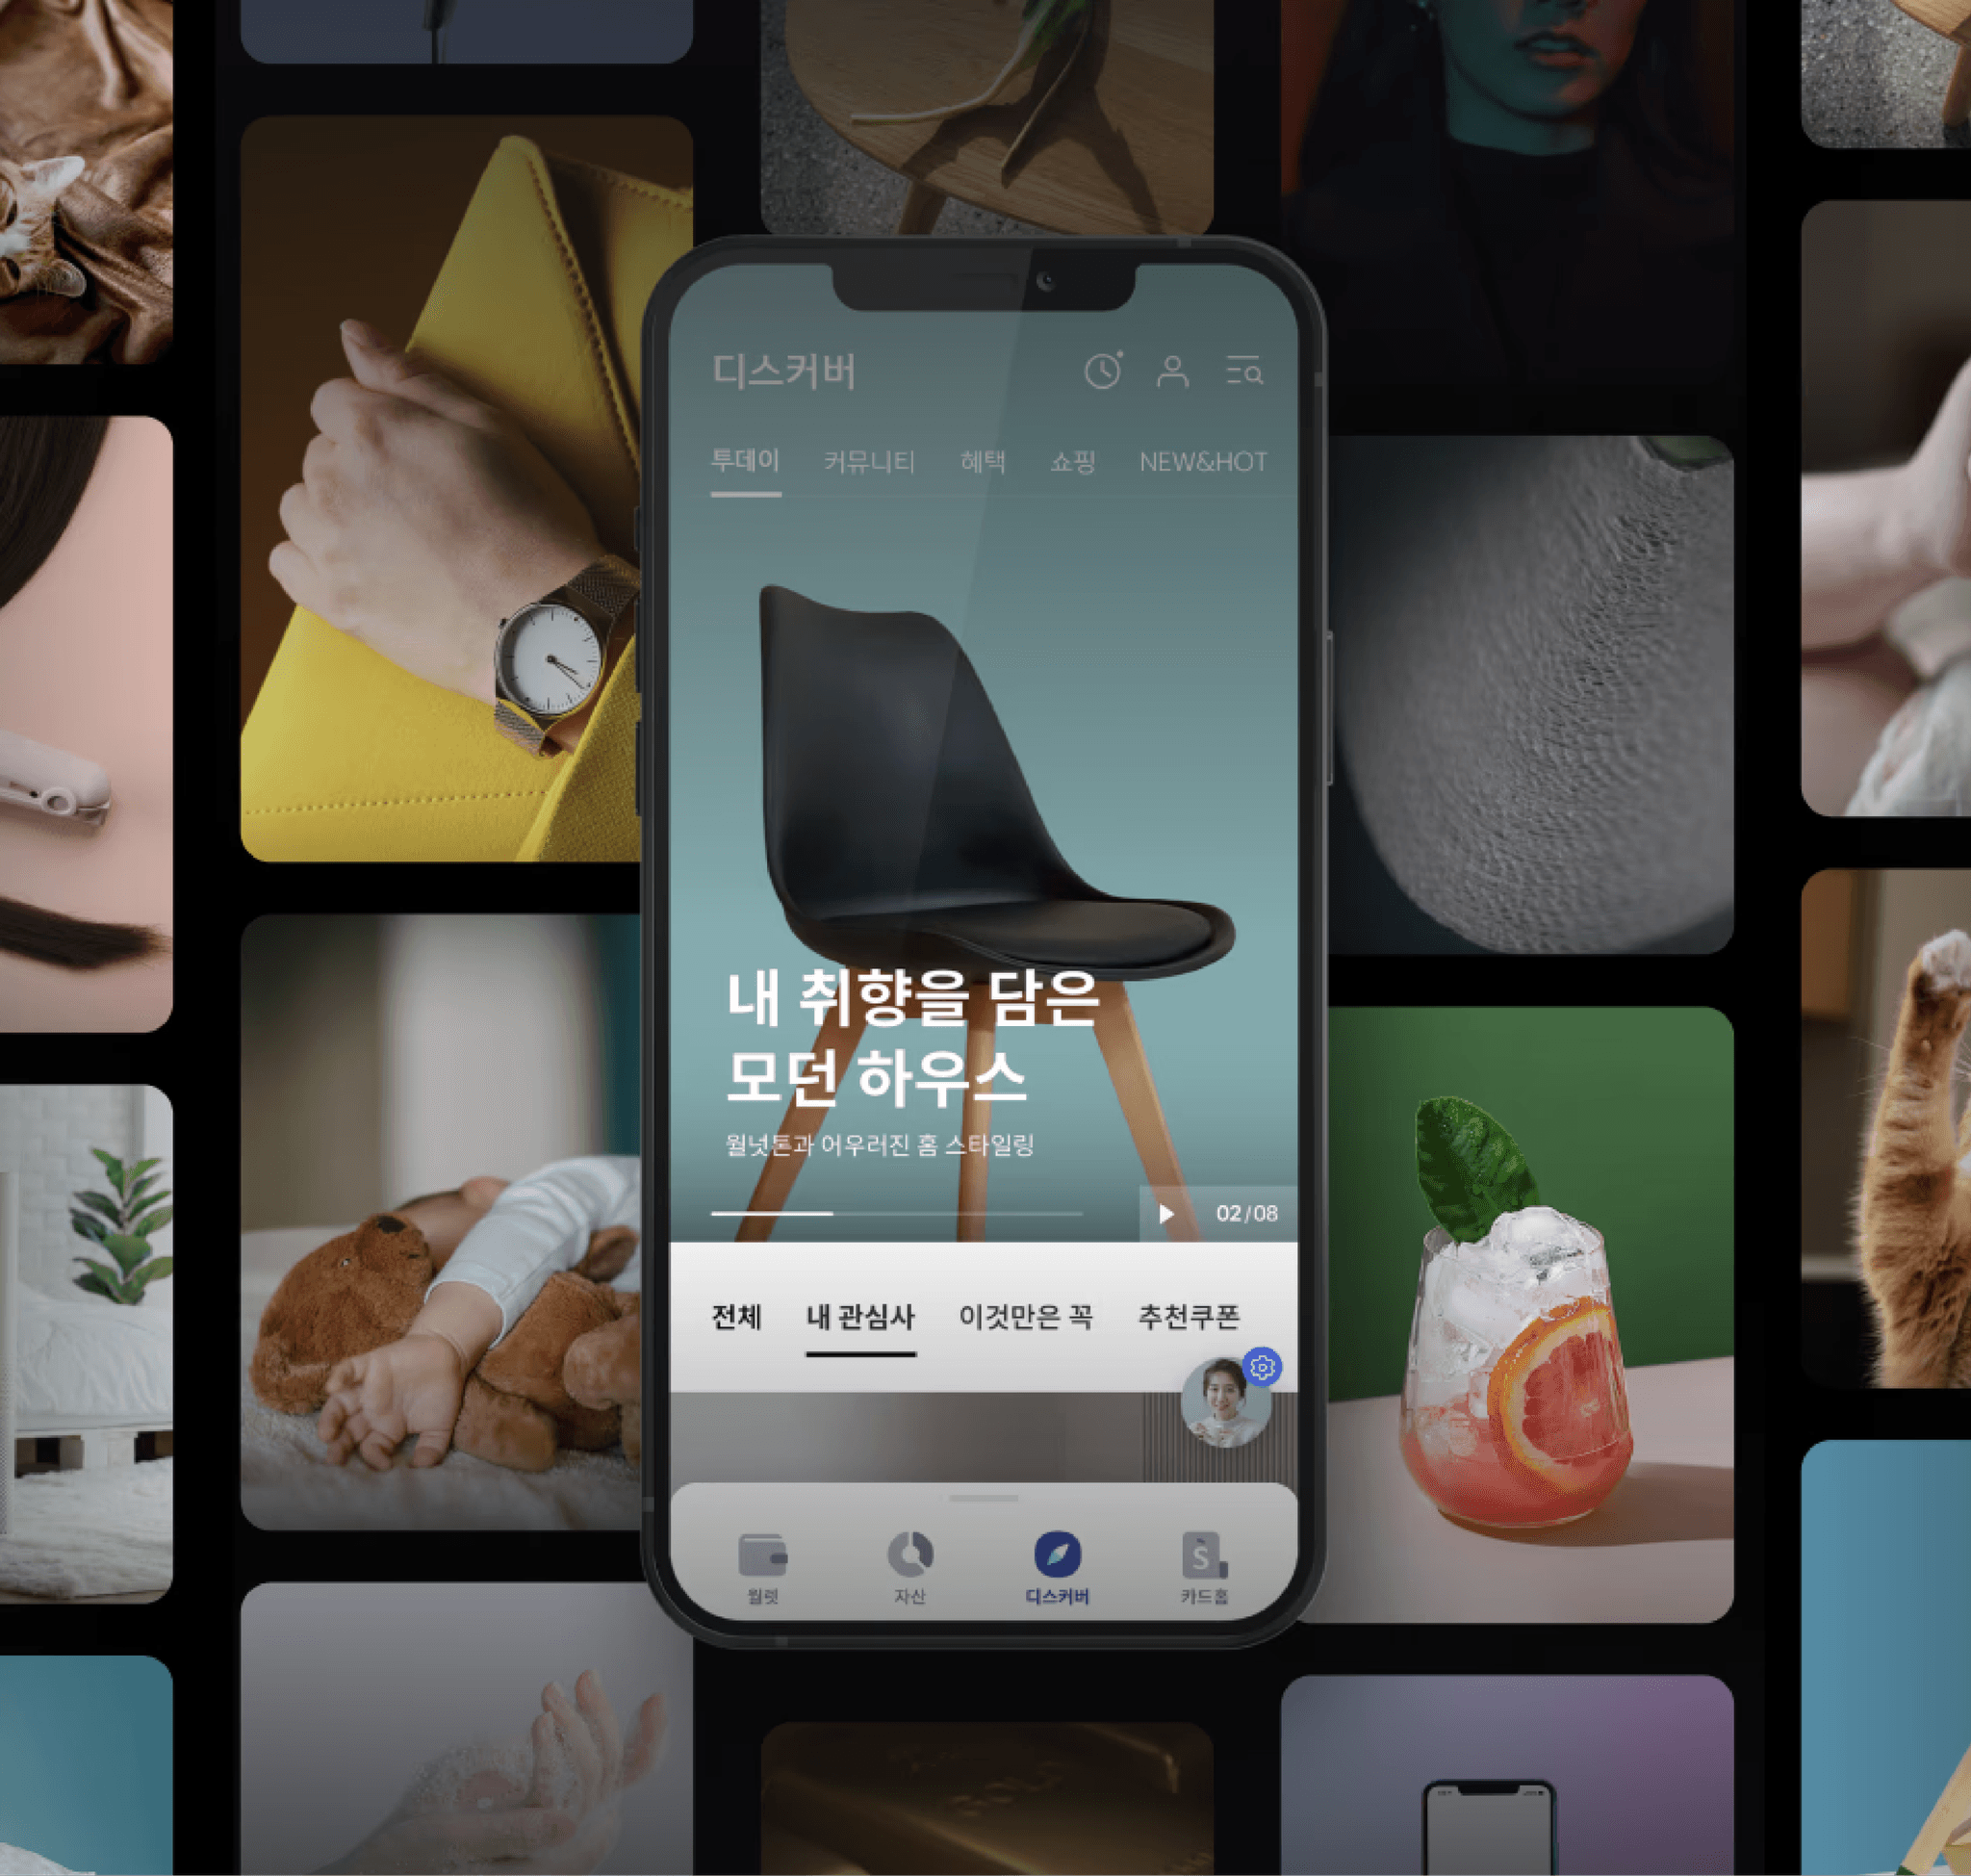 디스커버
투데이 커뮤니티 혜택 쇼핑 NEW&HOT
내 취향을 담은
모던 하우스
월넛톤과 어우러진 홈 스타일링
02/08
전체 내 관심사 이것만은 꼭 추천쿠폰
월렛 자산 디스커버 카드홈